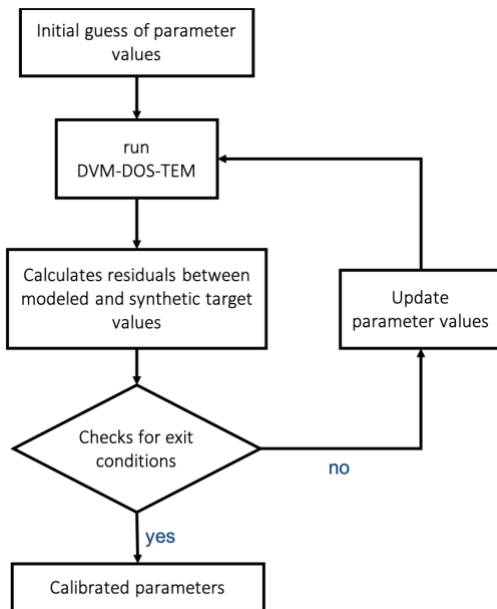 Initial guess of parameter
values
run
DVM-DOS-TEM
Calculates residuals between
modeled and synthetic target
values
Update
parameter values
Checks for exit
conditions
no
yes
Calibrated parameters